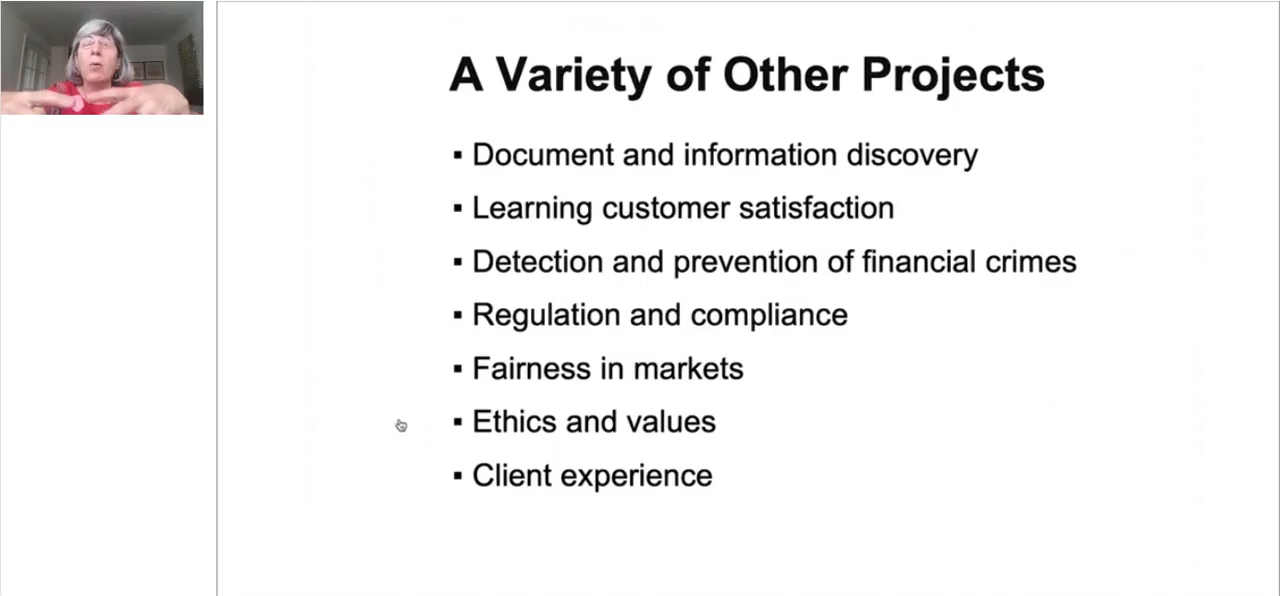 A Variety of Other Projects
▪ Document and information discovery
▪ Learning customer satisfaction
▪ Detection and prevention of financial crimes
▪ Regulation and compliance
▪ Fairness in markets
▪ Ethics and values
▪ Client experience